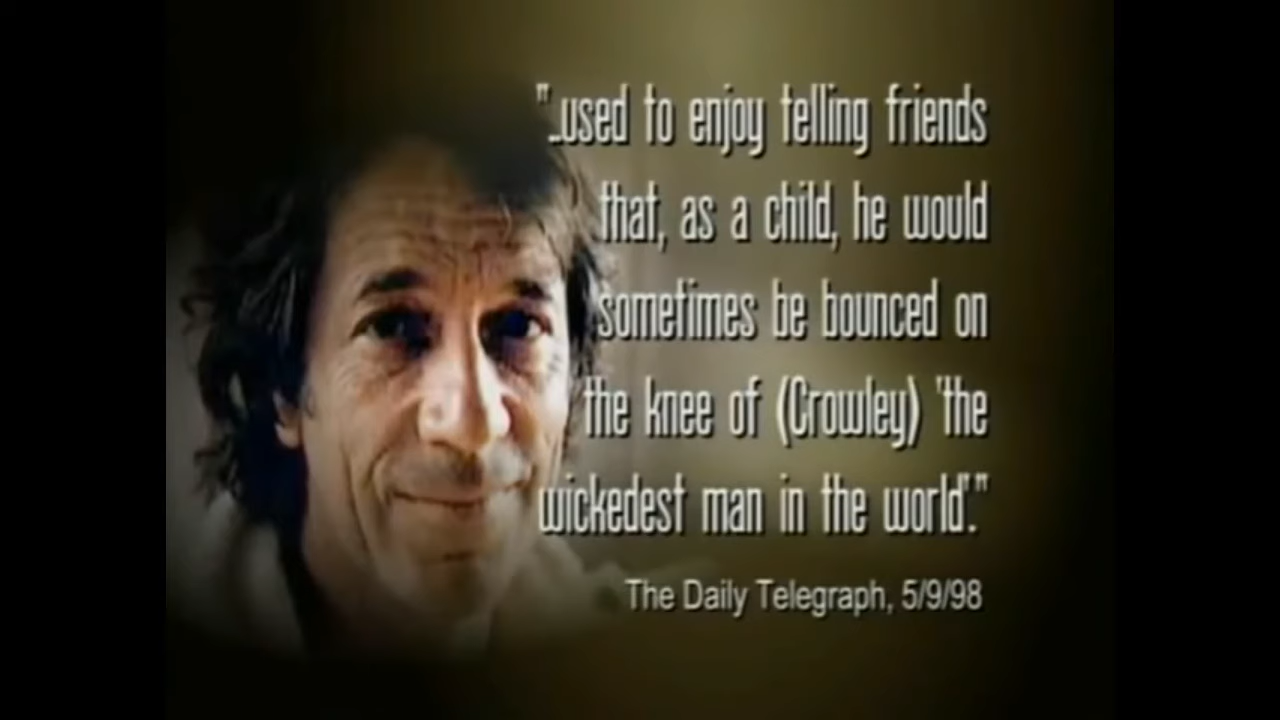 "...used to enjoy telling friends
that, as a child, he would
sometimes be bounced on
the knee of (Crowley) 'the
wickedest man in the world'."
The Daily Telegraph, 5/9/98